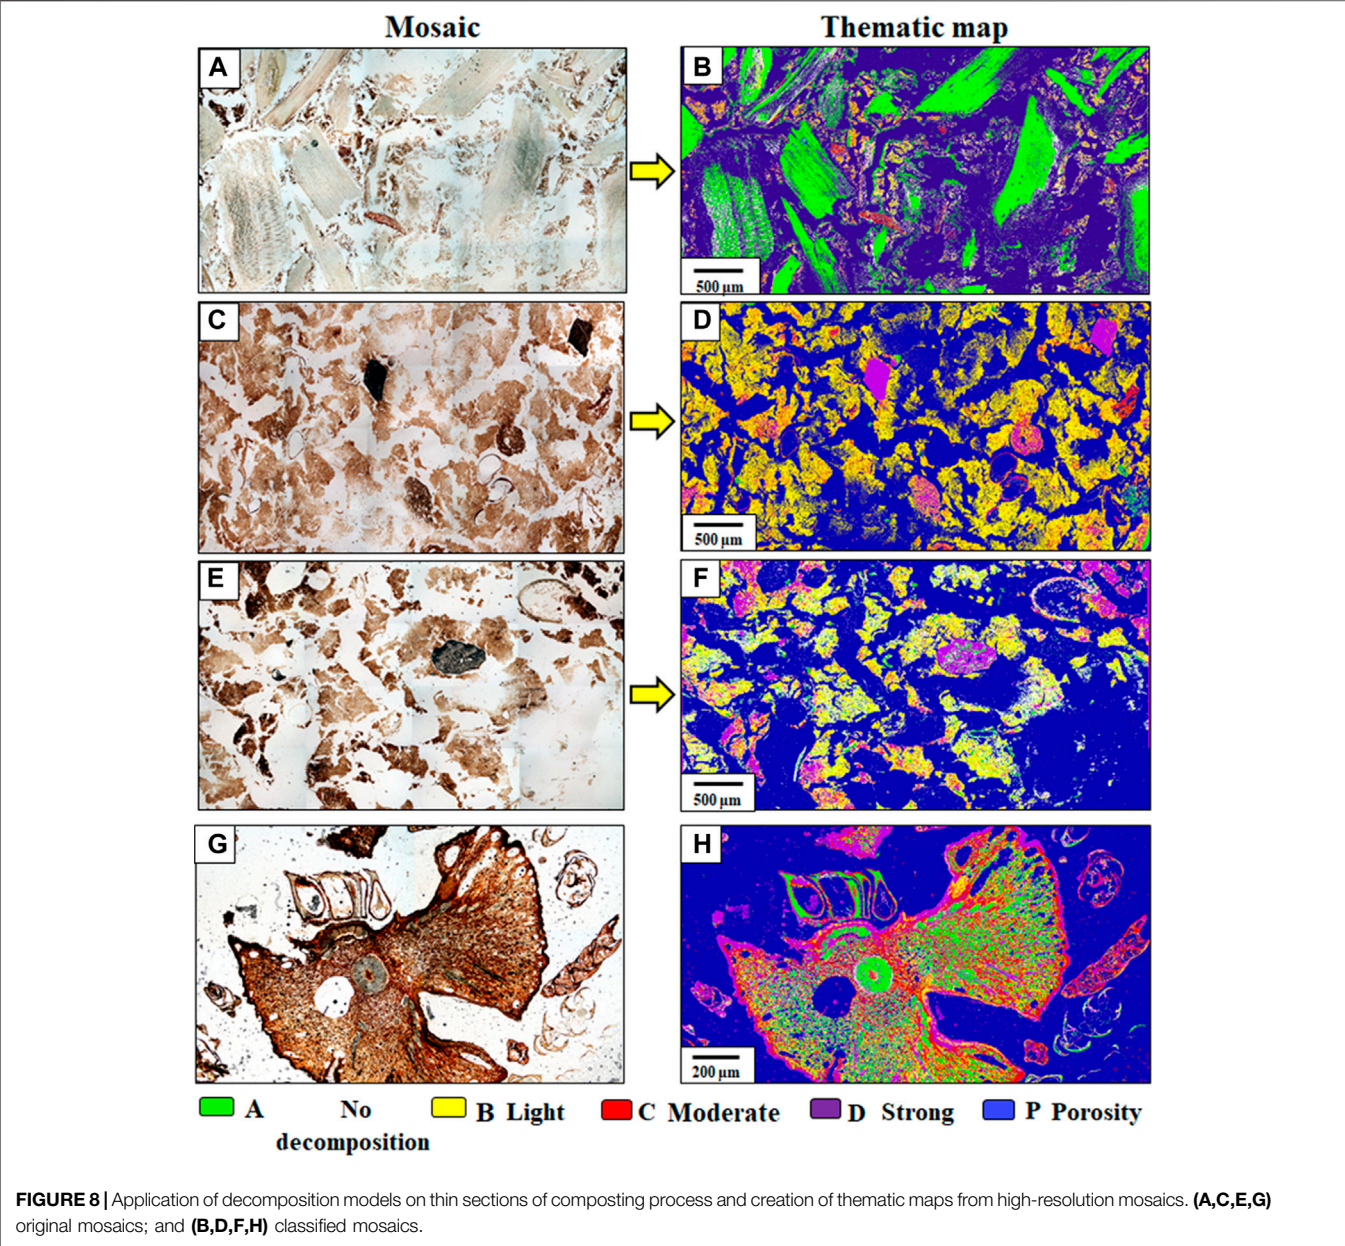 Mosaic
Thematic map
A
B
500 µm
C
D
500 µm
E
F
500 µm
G
H
200 µm
A No decomposition
B Light
C Moderate
D Strong
P Porosity
FIGURE 8 | Application of decomposition models on thin sections of composting process and creation of thematic maps from high-resolution mosaics. (A,C,E,G)
original mosaics; and (B,D,F,H) classified mosaics.